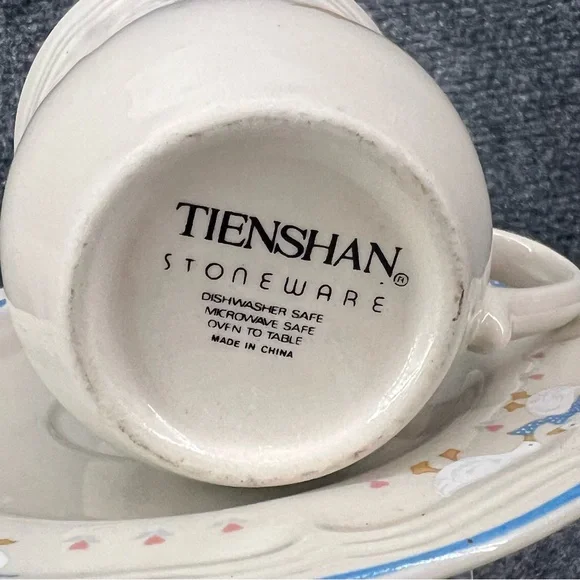 TIENSHAN®
STONEWARE
DISHWASHER SAFE
MICROWAVE SAFE
OVEN TO TABLE
MADE IN CHINA